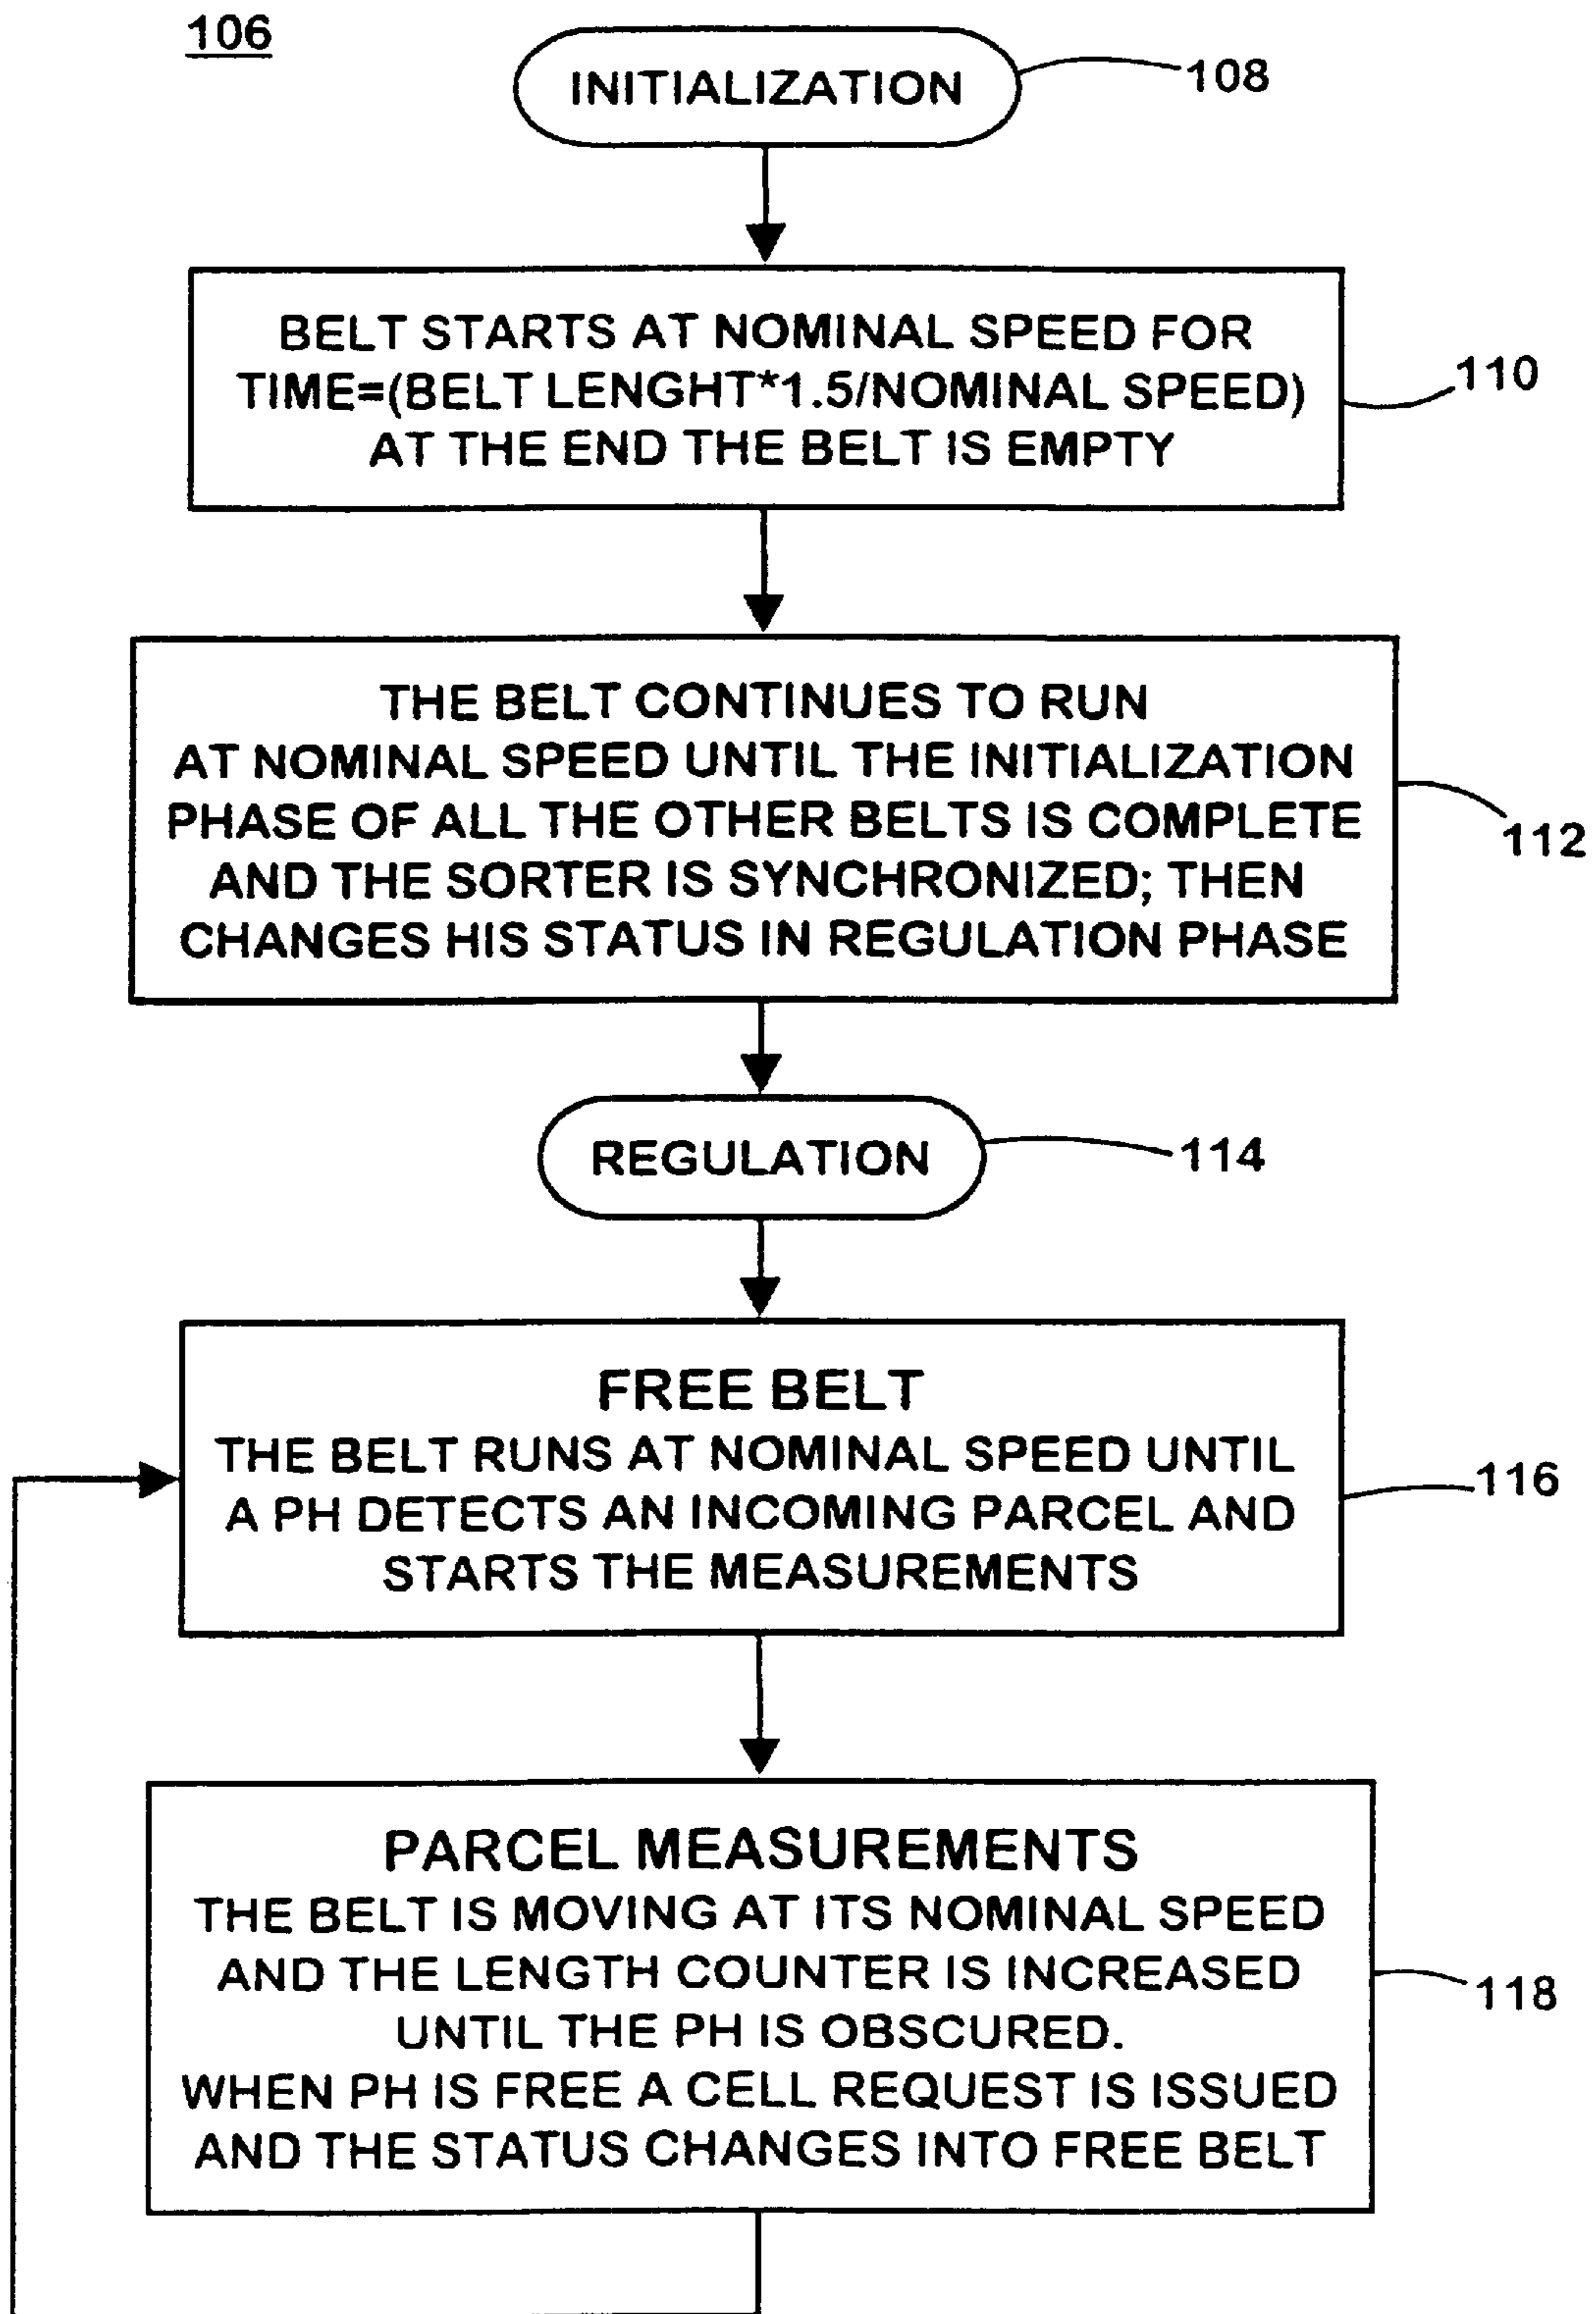 106
INITIALIZATION
108
BELT STARTS AT NOMINAL SPEED FOR
TIME=(BELT LENGHT*1.5/NOMINAL SPEED)
AT THE END THE BELT IS EMPTY
110
THE BELT CONTINUES TO RUN
AT NOMINAL SPEED UNTIL THE INITIALIZATION
PHASE OF ALL THE OTHER BELTS IS COMPLETE
AND THE SORTER IS SYNCHRONIZED; THEN
CHANGES HIS STATUS IN REGULATION PHASE
112
REGULATION
114
FREE BELT
THE BELT RUNS AT NOMINAL SPEED UNTIL
A PH DETECTS AN INCOMING PARCEL AND
STARTS THE MEASUREMENTS
116
PARCEL MEASUREMENTS
THE BELT IS MOVING AT ITS NOMINAL SPEED
AND THE LENGTH COUNTER IS INCREASED
UNTIL THE PH IS OBSCURED.
WHEN PH IS FREE A CELL REQUEST IS ISSUED
AND THE STATUS CHANGES INTO FREE BELT
118